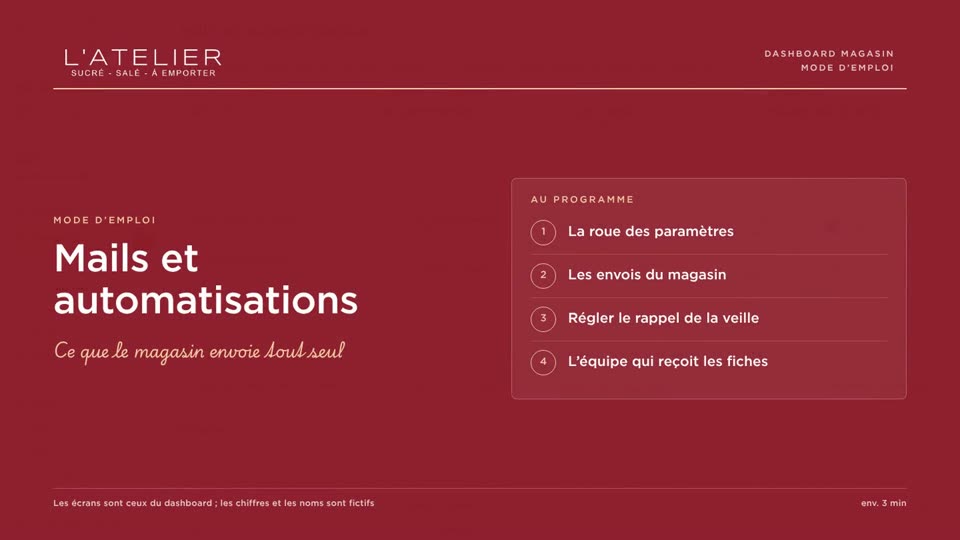 L'ATELIER
SUCRÉ - SALÉ - À EMPORTER
DASHBOARD MAGASIN
MODE D'EMPLOI
MODE D'EMPLOI
Mails et
automatisations
Ce que le magasin envoie tout seul
AU PROGRAMME
1 La roue des paramètres
2 Les envois du magasin
3 Régler le rappel de la veille
4 L'équipe qui reçoit les fiches
Les écrans sont ceux du dashboard ; les chiffres et les noms sont fictifs
env. 3 min